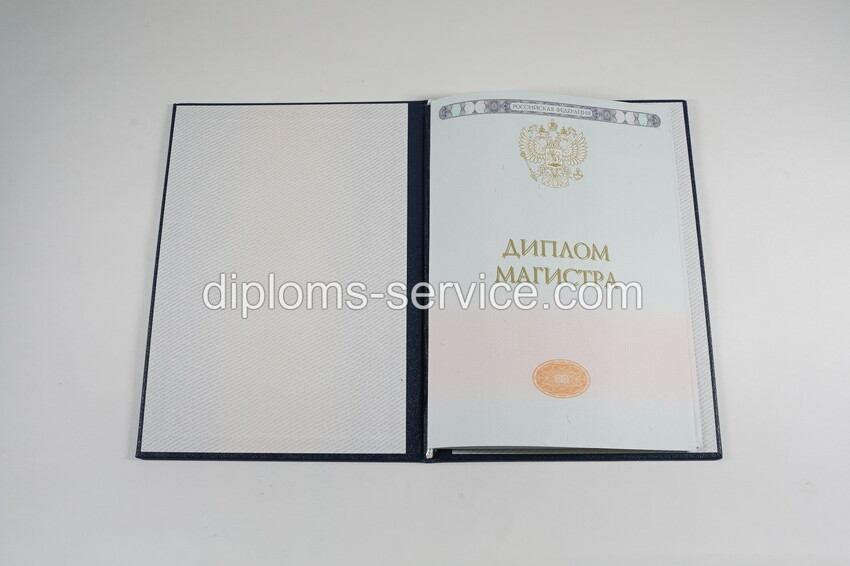 РОССИЙСКАЯ ФЕДЕРАЦИЯ
ДИПЛОМ
МАГИСТРА
diploms-service.com